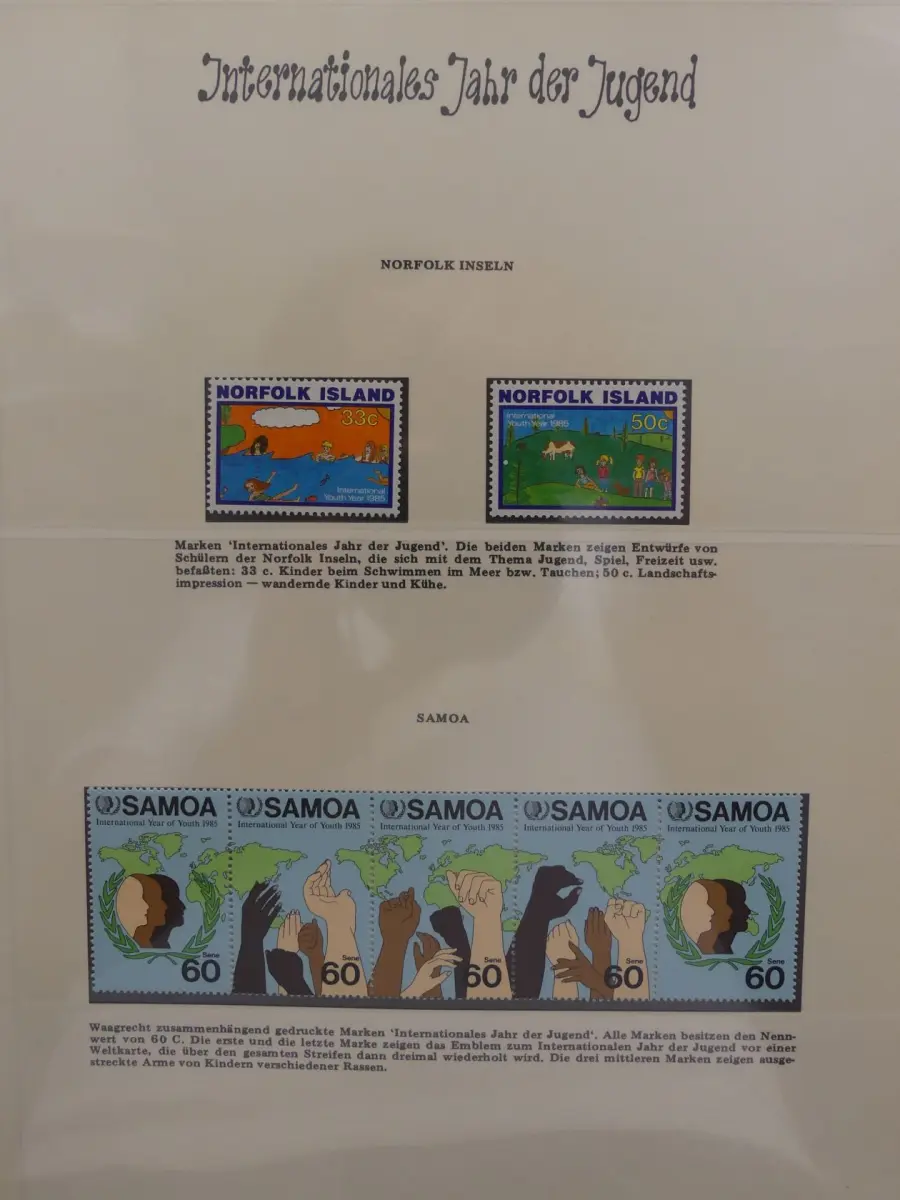 Internationales Jahr der Jugend
NORFOLK INSELN
NORFOLK ISLAND
33c
International
Youth Year 1985
NORFOLK ISLAND
International
Youth Year 1985
50c
Marken 'Internationales Jahr der Jugend'. Die beiden Marken zeigen Entwürfe von
Schülern der Norfolk Inseln, die sich mit dem Thema Jugend, Spiel, Freizeit usw.
befaßten: 33 c. Kinder beim Schwimmen im Meer bzw. Tauchen; 50 c. Landschafts-
impression — wandernde Kinder und Kühe.
SAMOA
SAMOA
International Year of Youth 1985
Sene
60
SAMOA
International Year of Youth 1985
Sene
60
SAMOA
International Year of Youth 1985
Sene
60
SAMOA
International Year of Youth 1985
Sene
60
SAMOA
International Year of Youth 1985
Sene
60
Waagrecht zusammenhängend gedruckte Marken 'Internationales Jahr der Jugend'. Alle Marken besitzen den Nenn-
wert von 60 C. Die erste und die letzte Marke zeigen das Emblem zum Internationalen Jahr der Jugend vor einer
Weltkarte, die über den gesamten Streifen dann dreimal wiederholt wird. Die drei mittleren Marken zeigen ausge-
streckte Arme von Kindern verschiedener Rassen.